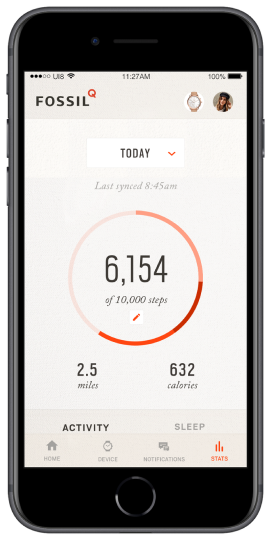 ●●●○○ UI8 11:27AM 100%
FOSSIL Q
TODAY
Last synced 8:45am
6,154
of 10,000 steps
2.5 632
miles calories
ACTIVITY SLEEP
HOME DEVICE NOTIFICATIONS STATS